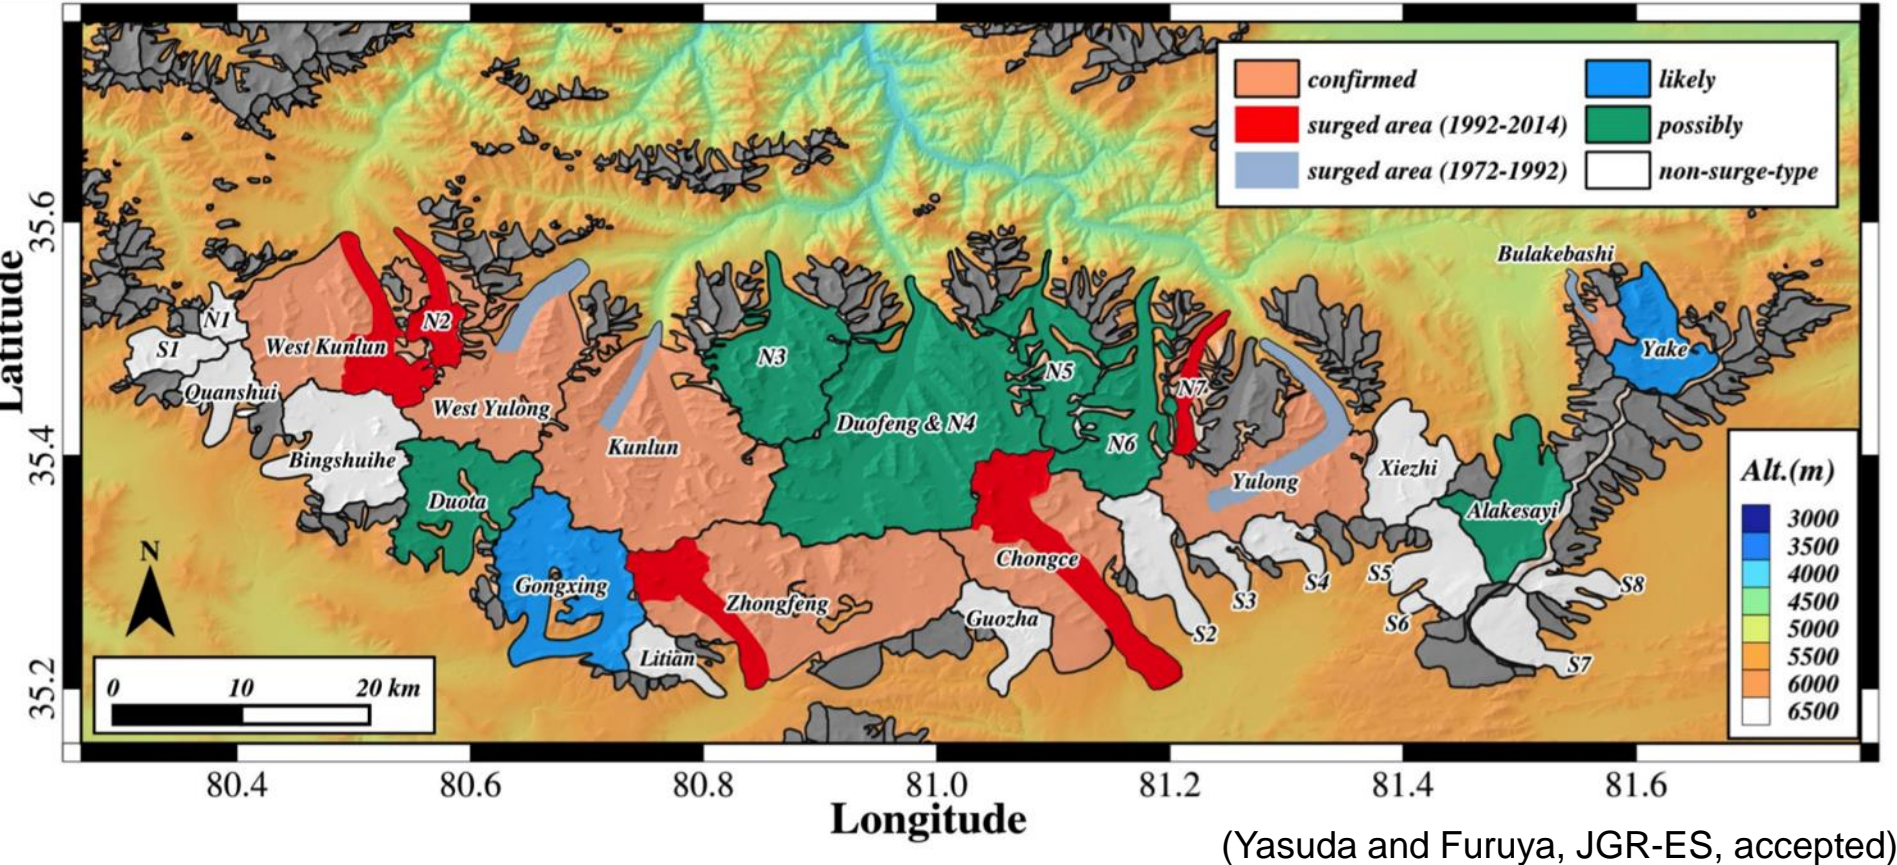 confirmed
surged area (1992-2014)
surged area (1972-1992)
likely
possibly
non-surge-type
Latitude
35.6
35.4
35.2
Bulakebashi
N1
N2
S1
West Kunlun
Quanshui
N3
N5
N7
Yake
West Yulong
Duofeng & N4
Kunlun
N6
Bingshuihe
Xiezhi
Yulong
Duota
Alakesayi
Chongce
Gongxing
S5
S4
S8
Zhongfeng
S3
Guozha
S6
S2
Litian
S7
N
0 10 20 km
Alt.(m)
3000
3500
4000
4500
5000
5500
6000
6500
80.4 80.6 80.8 81.0 81.2 81.4 81.6
Longitude
(Yasuda and Furuya, JGR-ES, accepted)